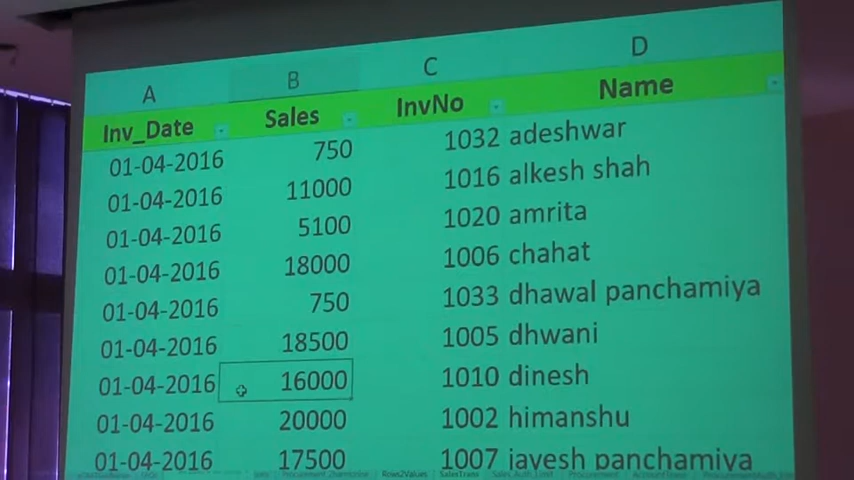 A B C D
Inv_Date Sales InvNo Name
01-04-2016 750 1032 adeshwar
01-04-2016 11000 1016 alkesh shah
01-04-2016 5100 1020 amrita
01-04-2016 18000 1006 chahat
01-04-2016 750 1033 dhawal panchamiya
01-04-2016 18500 1005 dhwani
01-04-2016 16000 1010 dinesh
01-04-2016 20000 1002 himanshu
01-04-2016 17500 1007 jayesh panchamiya
Roles2Values SalesTrans